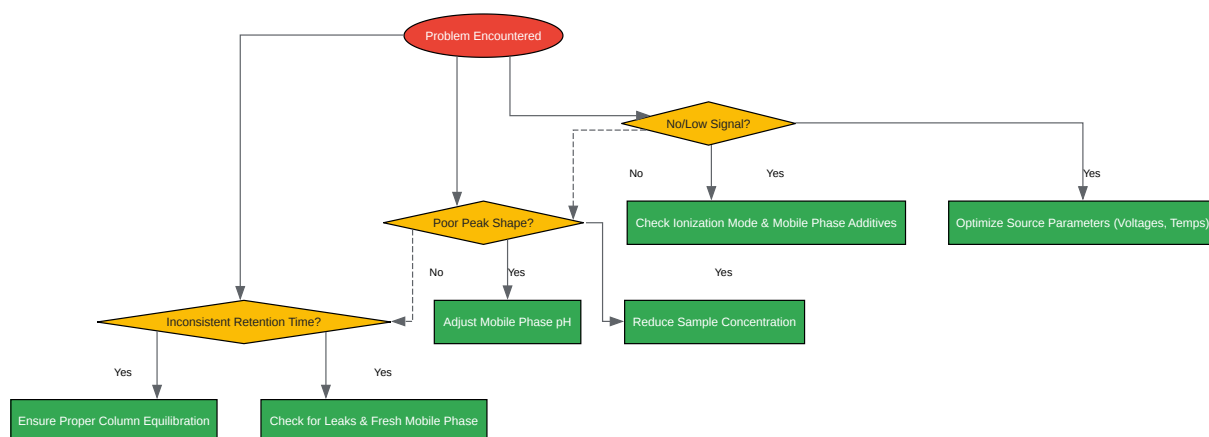 Problem Encountered
No/Low Signal?
No
Yes
Yes
Poor Peak Shape?
Check Ionization Mode & Mobile Phase Additives
Optimize Source Parameters (Voltages, Temps)
No
Yes
Yes
Inconsistent Retention Time?
Adjust Mobile Phase pH
Reduce Sample Concentration
Yes
Yes
Ensure Proper Column Equilibration
Check for Leaks & Fresh Mobile Phase